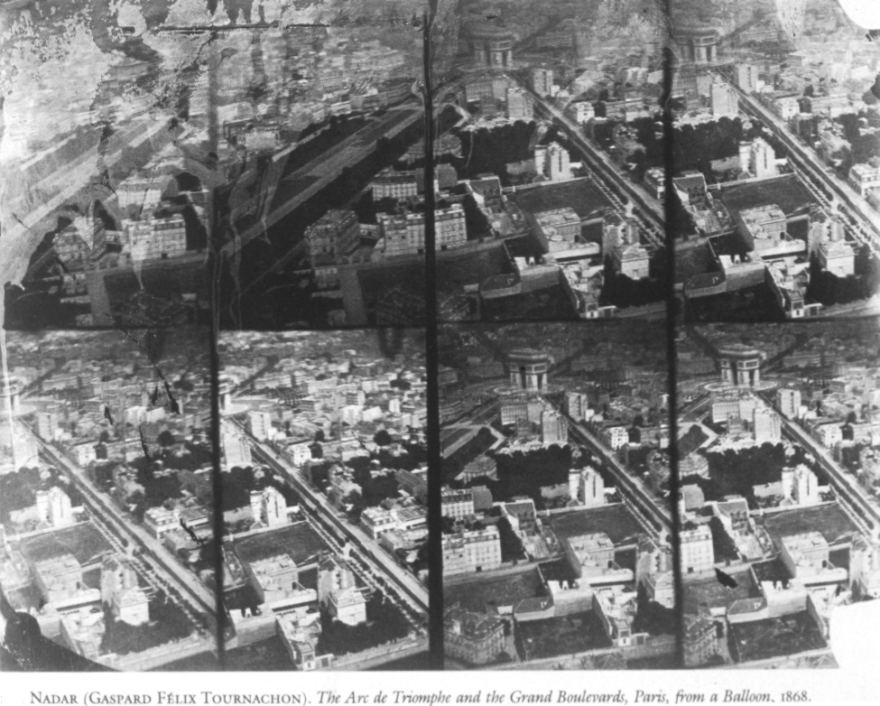 NADAR (GASPARD FÉLIX TOURNACHON). The Arc de Triomphe and the Grand Boulevards, Paris, from a Balloon. 1868.